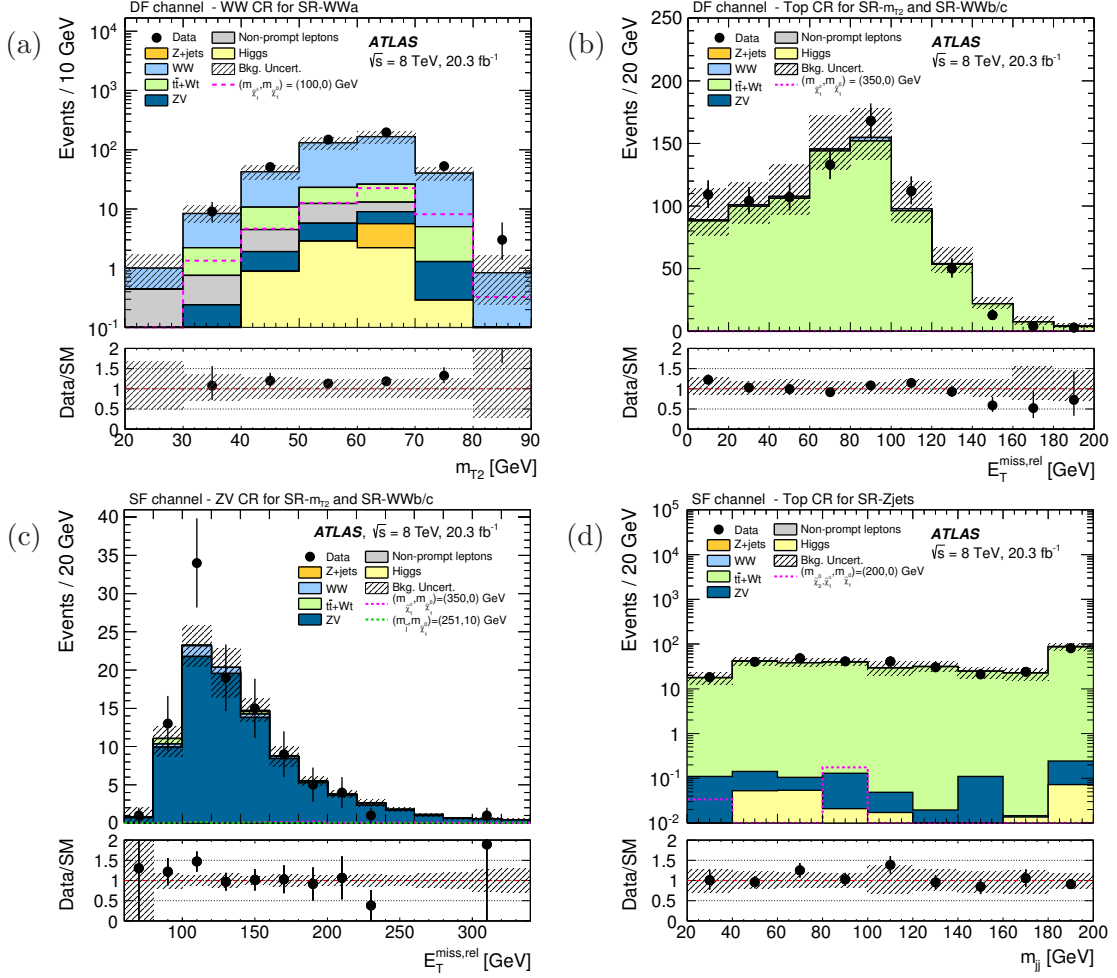 (a)
DF channel - WW CR for SR-WWa
Events / 10 GeV
10⁴
10³
10²
10
1
10⁻¹
Data
Z+jets
WW
tt̄+Wt
ZV
Non-prompt leptons
Higgs
Bkg. Uncert.
(m_χ̃₁±, m_χ̃₁⁰) = (100,0) GeV
ATLAS
√s = 8 TeV, 20.3 fb⁻¹
Data/SM
2
1.5
1
0.5
0
20 30 40 50 60 70 80 90
m_T2 [GeV]
(b)
DF channel - Top CR for SR-m_T2 and SR-WWb/c
Events / 20 GeV
250
200
150
100
50
0
Data
Z+jets
WW
tt̄+Wt
ZV
Non-prompt leptons
Higgs
Bkg. Uncert.
(m_χ̃₁±, m_χ̃₁⁰) = (350,0) GeV
ATLAS
√s = 8 TeV, 20.3 fb⁻¹
Data/SM
2
1.5
1
0.5
0
0 20 40 60 80 100 120 140 160 180 200
E_T^miss,rel [GeV]
(c)
SF channel - ZV CR for SR-m_T2 and SR-WWb/c
Events / 20 GeV
40
35
30
25
20
15
10
5
0
Data
Z+jets
WW
tt̄+Wt
ZV
ATLAS, √s = 8 TeV, 20.3 fb⁻¹
Non-prompt leptons
Higgs
Bkg. Uncert.
(m_χ̃₁±, m_χ̃₁⁰)=(350,0) GeV
(m_l̃, m_χ̃₁⁰)=(251,10) GeV
Data/SM
2
1.5
1
0.5
0
100 150 200 250 300
E_T^miss,rel [GeV]
(d)
SF channel - Top CR for SR-Zjets
Events / 20 GeV
10⁵
10⁴
10³
10²
10
1
10⁻¹
10⁻²
Data
Z+jets
WW
tt̄+Wt
ZV
Non-prompt leptons
Higgs
Bkg. Uncert.
(m_χ̃₂⁰,χ̃₁±, m_χ̃₁⁰)=(200,0) GeV
ATLAS
√s = 8 TeV, 20.3 fb⁻¹
Data/SM
2
1.5
1
0.5
0
20 40 60 80 100 120 140 160 180 200
m_jj [GeV]